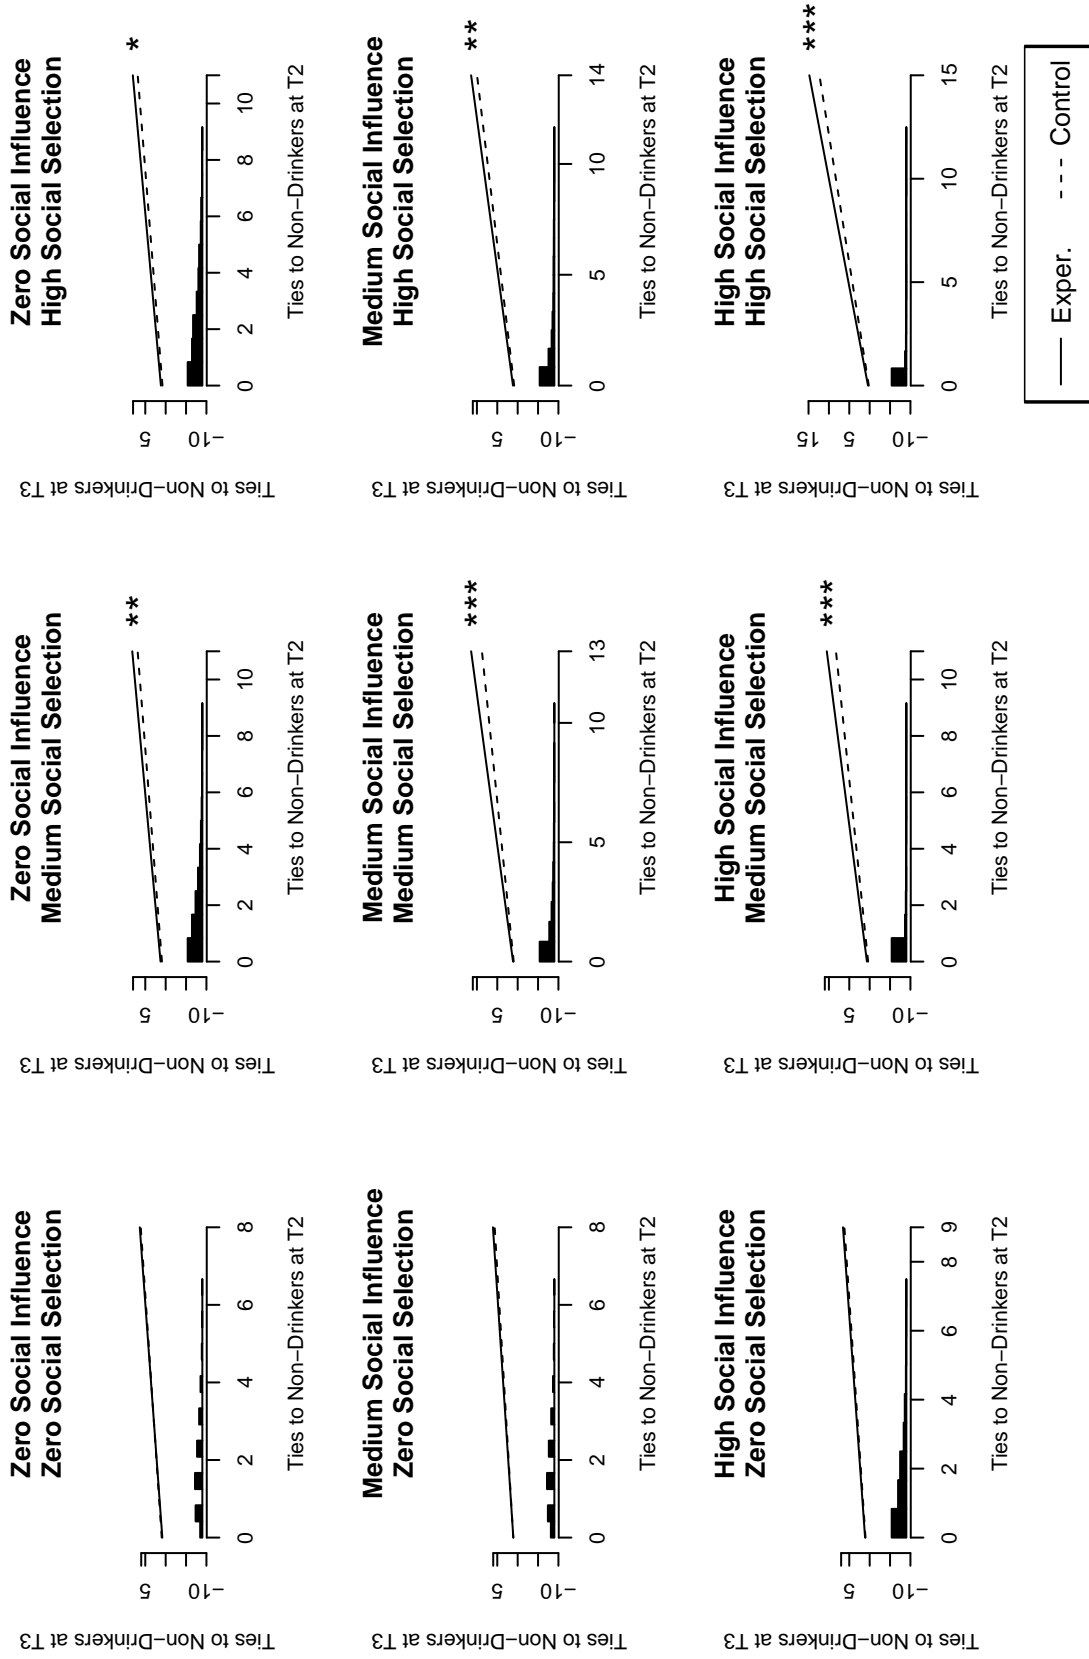 Zero Social Influence
Zero Social Selection
Ties to Non−Drinkers at T3
−10 5
0 2 4 6 8
Ties to Non−Drinkers at T2
Zero Social Influence
Medium Social Selection
**
Ties to Non−Drinkers at T3
−10 5
0 2 4 6 8 10
Ties to Non−Drinkers at T2
Zero Social Influence
High Social Selection
*
Ties to Non−Drinkers at T3
−10 5
0 2 4 6 8 10
Ties to Non−Drinkers at T2
Medium Social Influence
Zero Social Selection
Ties to Non−Drinkers at T3
−10 5
0 2 4 6 8
Ties to Non−Drinkers at T2
Medium Social Influence
Medium Social Selection
***
Ties to Non−Drinkers at T3
−10 5
0 5 10 13
Ties to Non−Drinkers at T2
Medium Social Influence
High Social Selection
**
Ties to Non−Drinkers at T3
−10 5
0 5 10 14
Ties to Non−Drinkers at T2
High Social Influence
Zero Social Selection
Ties to Non−Drinkers at T3
−10 5
0 2 4 6 8 9
Ties to Non−Drinkers at T2
High Social Influence
Medium Social Selection
***
Ties to Non−Drinkers at T3
−10 5
0 2 4 6 8 10
Ties to Non−Drinkers at T2
High Social Influence
High Social Selection
***
Ties to Non−Drinkers at T3
−10 5 15
0 5 10 15
Ties to Non−Drinkers at T2
Exper. Control